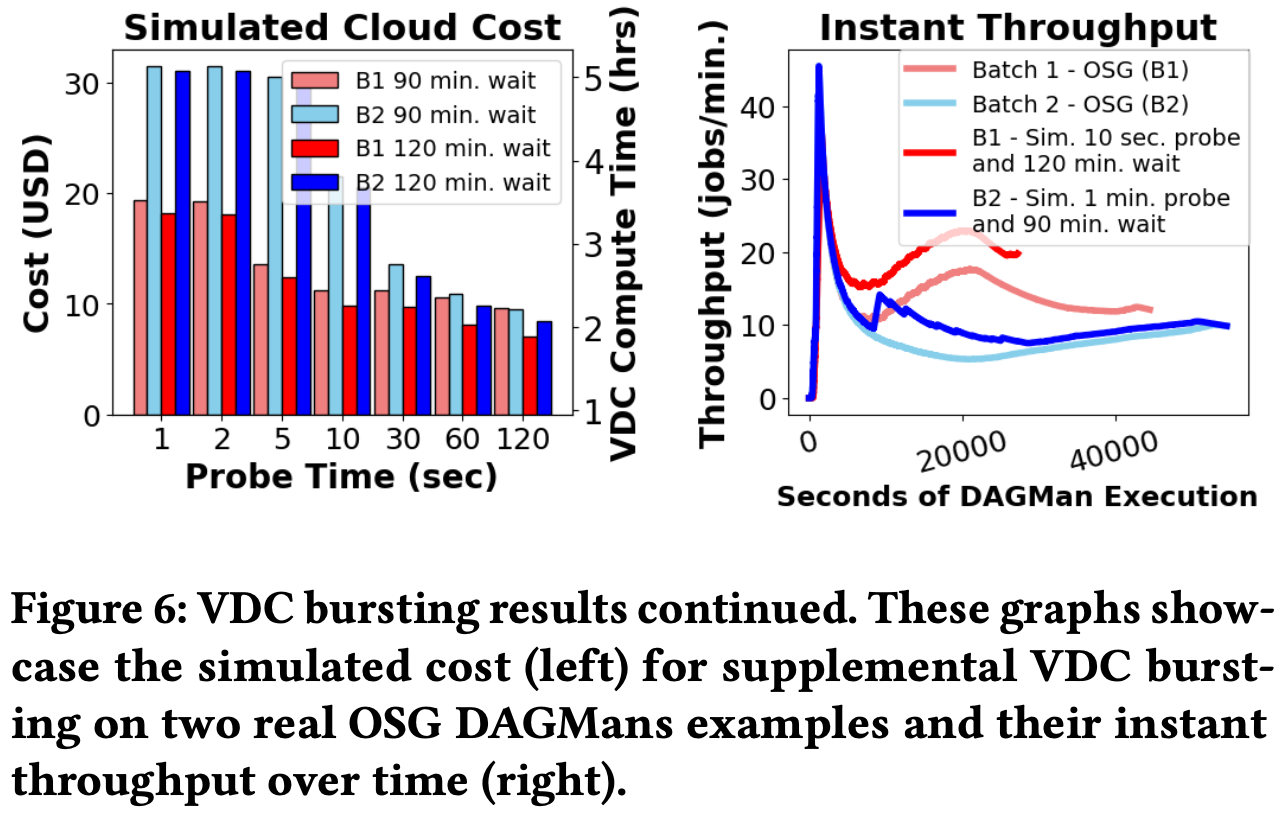 Simulated Cloud Cost
Cost (USD)
30
20
10
0
B1 90 min. wait
B2 90 min. wait
B1 120 min. wait
B2 120 min. wait
5
4
3
2
1
VDC Compute Time (hrs)
1 2 5 10 30 60 120
Probe Time (sec)
Instant Throughput
Throughput (jobs/min.)
40
30
20
10
0
Batch 1 - OSG (B1)
Batch 2 - OSG (B2)
B1 - Sim. 10 sec. probe
and 120 min. wait
B2 - Sim. 1 min. probe
and 90 min. wait
0 20000 40000
Seconds of DAGMan Execution
Figure 6: VDC bursting results continued. These graphs show-
case the simulated cost (left) for supplemental VDC burst-
ing on two real OSG DAGMans examples and their instant
throughput over time (right).